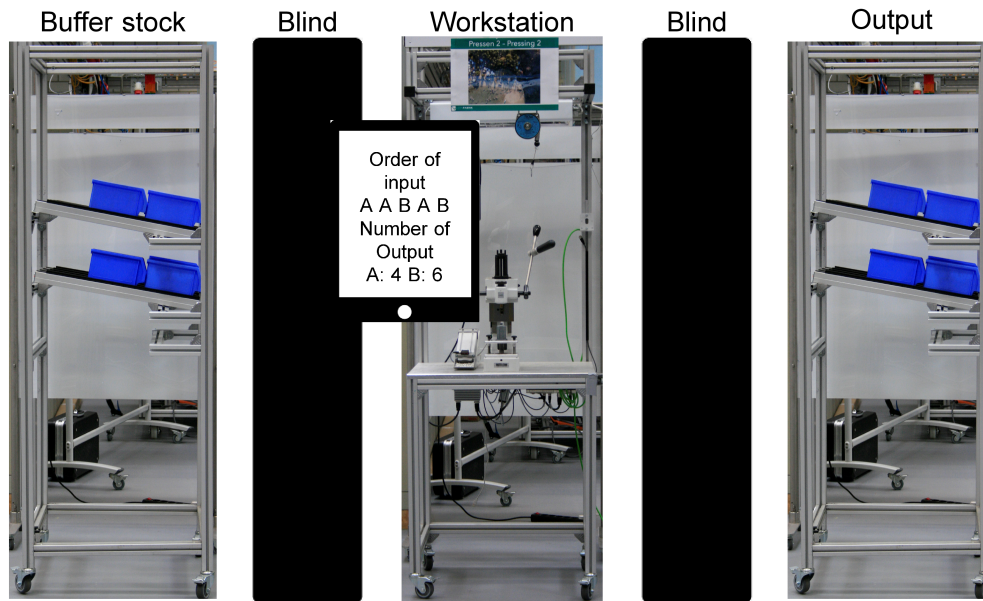 Buffer stock
Blind
Workstation
Blind
Output
Pressen 2 - Pressing 2
Order of
input
A A B A B
Number of
Output
A: 4 B: 6